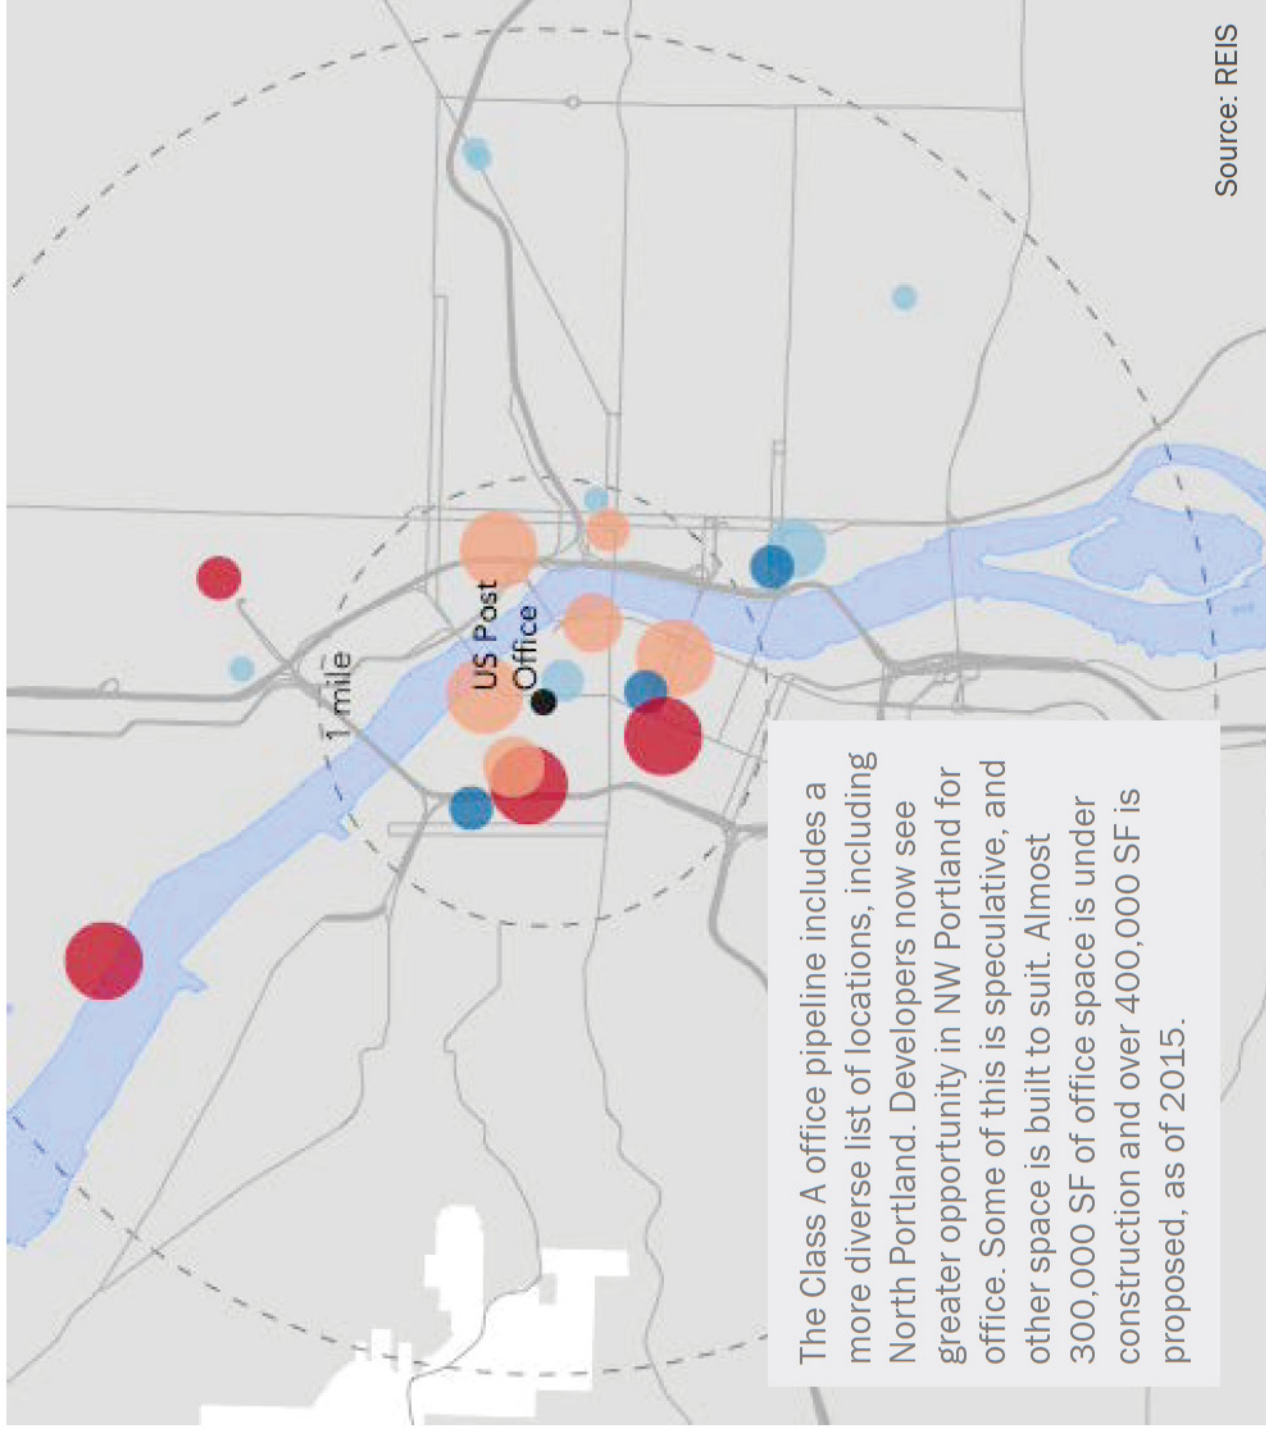 1 mile
US Post
Office
The Class A office pipeline includes a
more diverse list of locations, including
North Portland. Developers now see
greater opportunity in NW Portland for
office. Some of this is speculative, and
other space is built to suit. Almost
300,000 SF of office space is under
construction and over 400,000 SF is
proposed, as of 2015.
Source: REIS